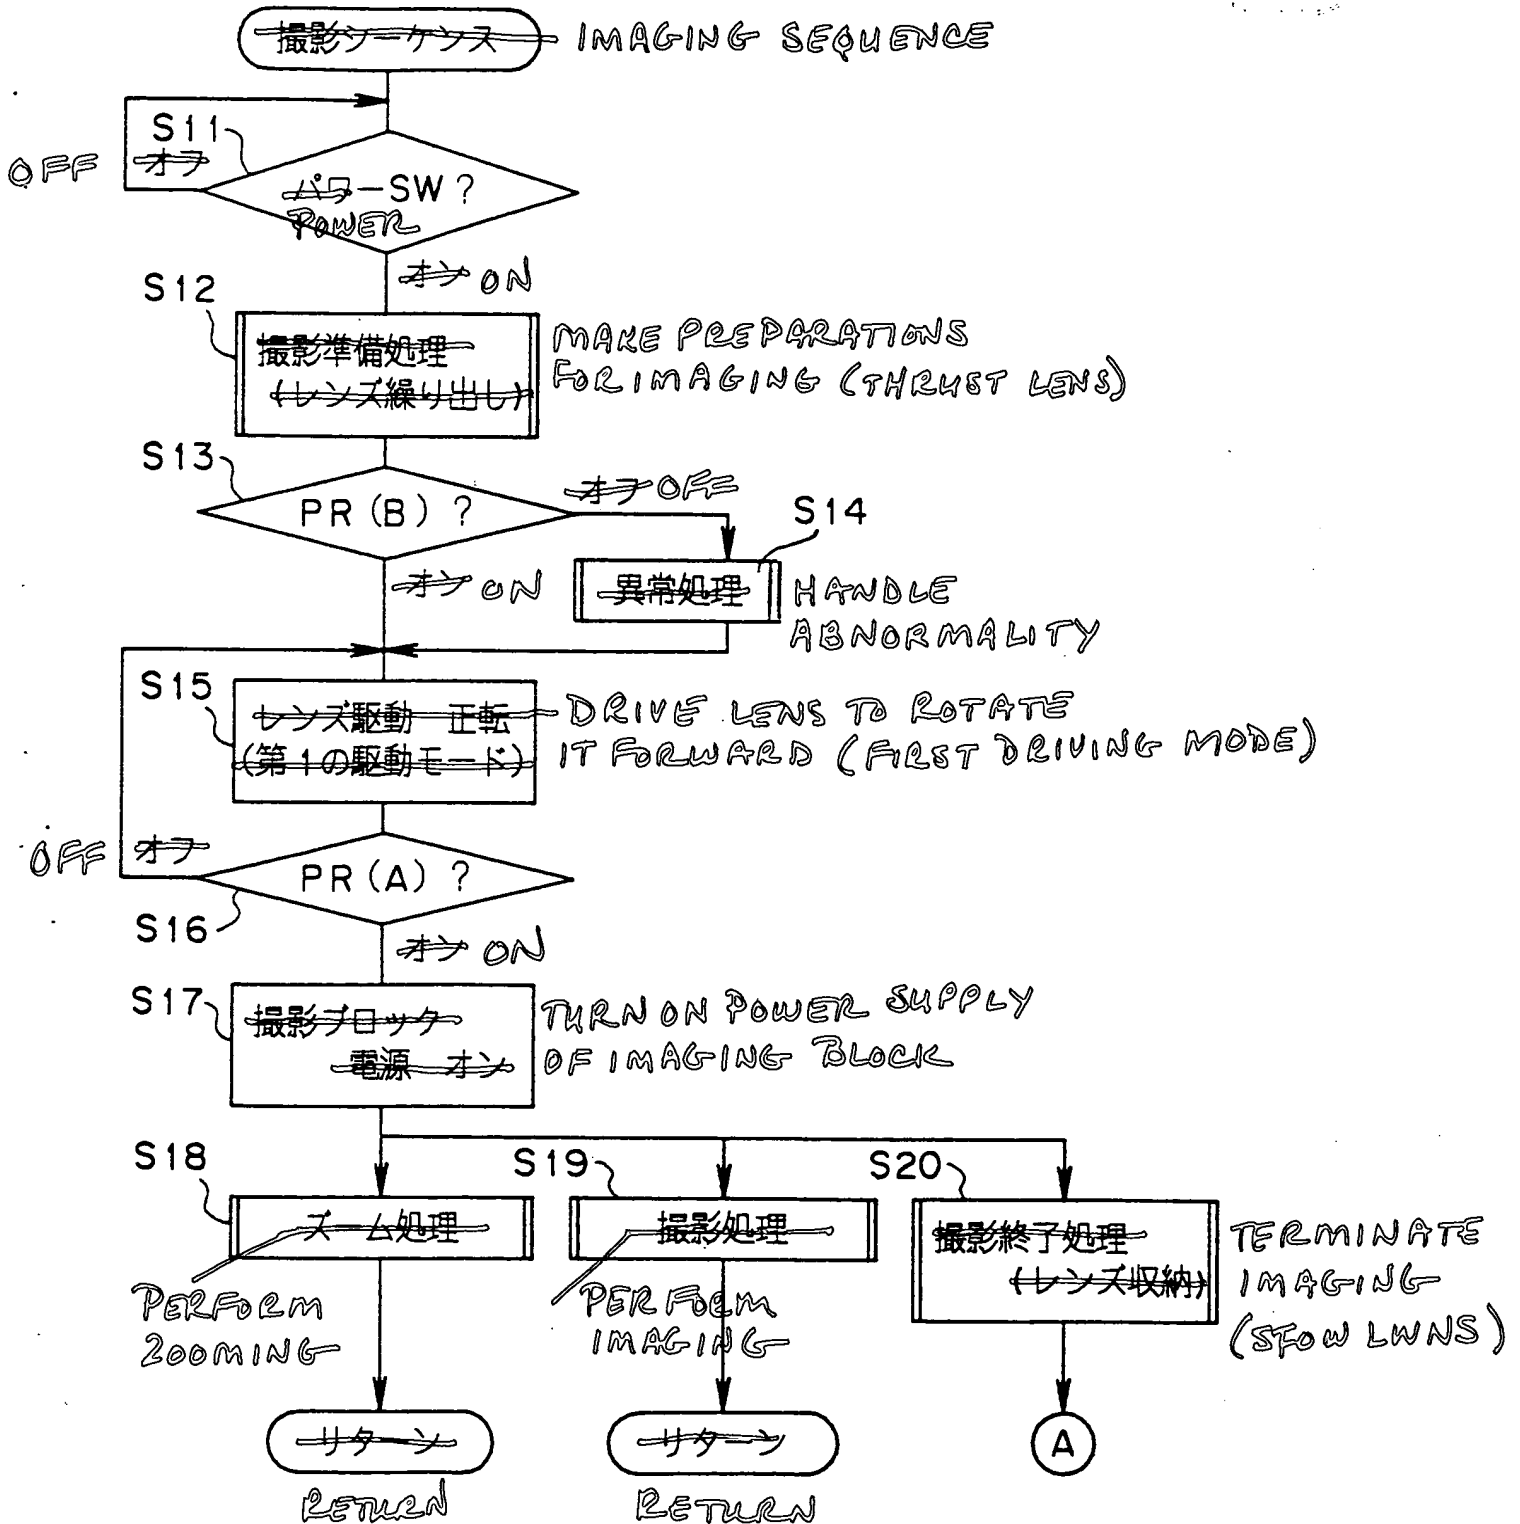 撮影シーケンス IMAGING SEQUENCE
S11
OFF オフ
パワーSW?
POWER
オン ON
S12
撮影準備処理
(レンズ繰り出し)
MAKE PREPARATIONS
FOR IMAGING (THRUST LENS)
S13
PR(B)?
オフ OFF
S14
オン ON
異常処理
HANDLE
ABNORMALITY
S15
レンズ駆動 正転
(第1の駆動モード)
DRIVE LENS TO ROTATE
IT FORWARD (FIRST DRIVING MODE)
OFF オフ
PR(A)?
S16
オン ON
S17
撮影ブロック
電源 オン
TURN ON POWER SUPPLY
OF IMAGING BLOCK
S18
ズーム処理
PERFORM
ZOOMING
S19
撮影処理
PERFORM
IMAGING
S20
撮影終了処理
(レンズ収納)
TERMINATE
IMAGING
(STOW LWNS)
リターン
RETURN
リターン
RETURN
A